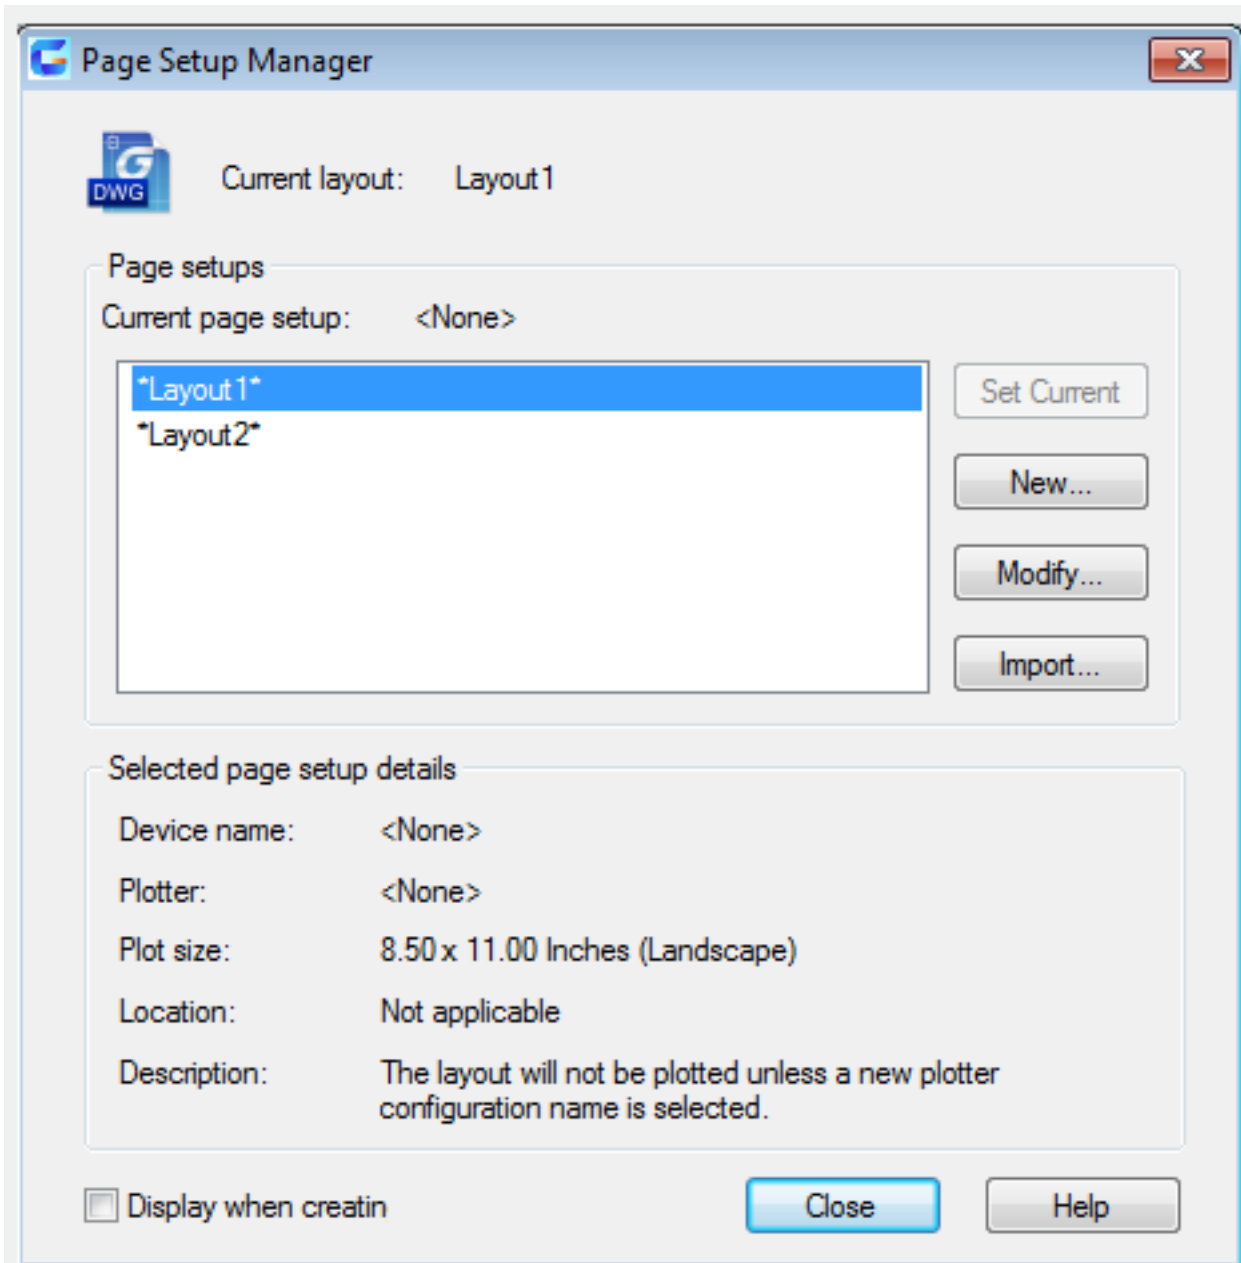 Page Setup Manager
DWG
Current layout: Layout1
Page setups
Current page setup: <None>
*Layout1*
Set Current
*Layout2*
New...
Modify...
Import...
Selected page setup details
Device name: <None>
Plotter: <None>
Plot size: 8.50 x 11.00 Inches (Landscape)
Location: Not applicable
Description: The layout will not be plotted unless a new plotter
configuration name is selected.
Display when creatin
Close
Help